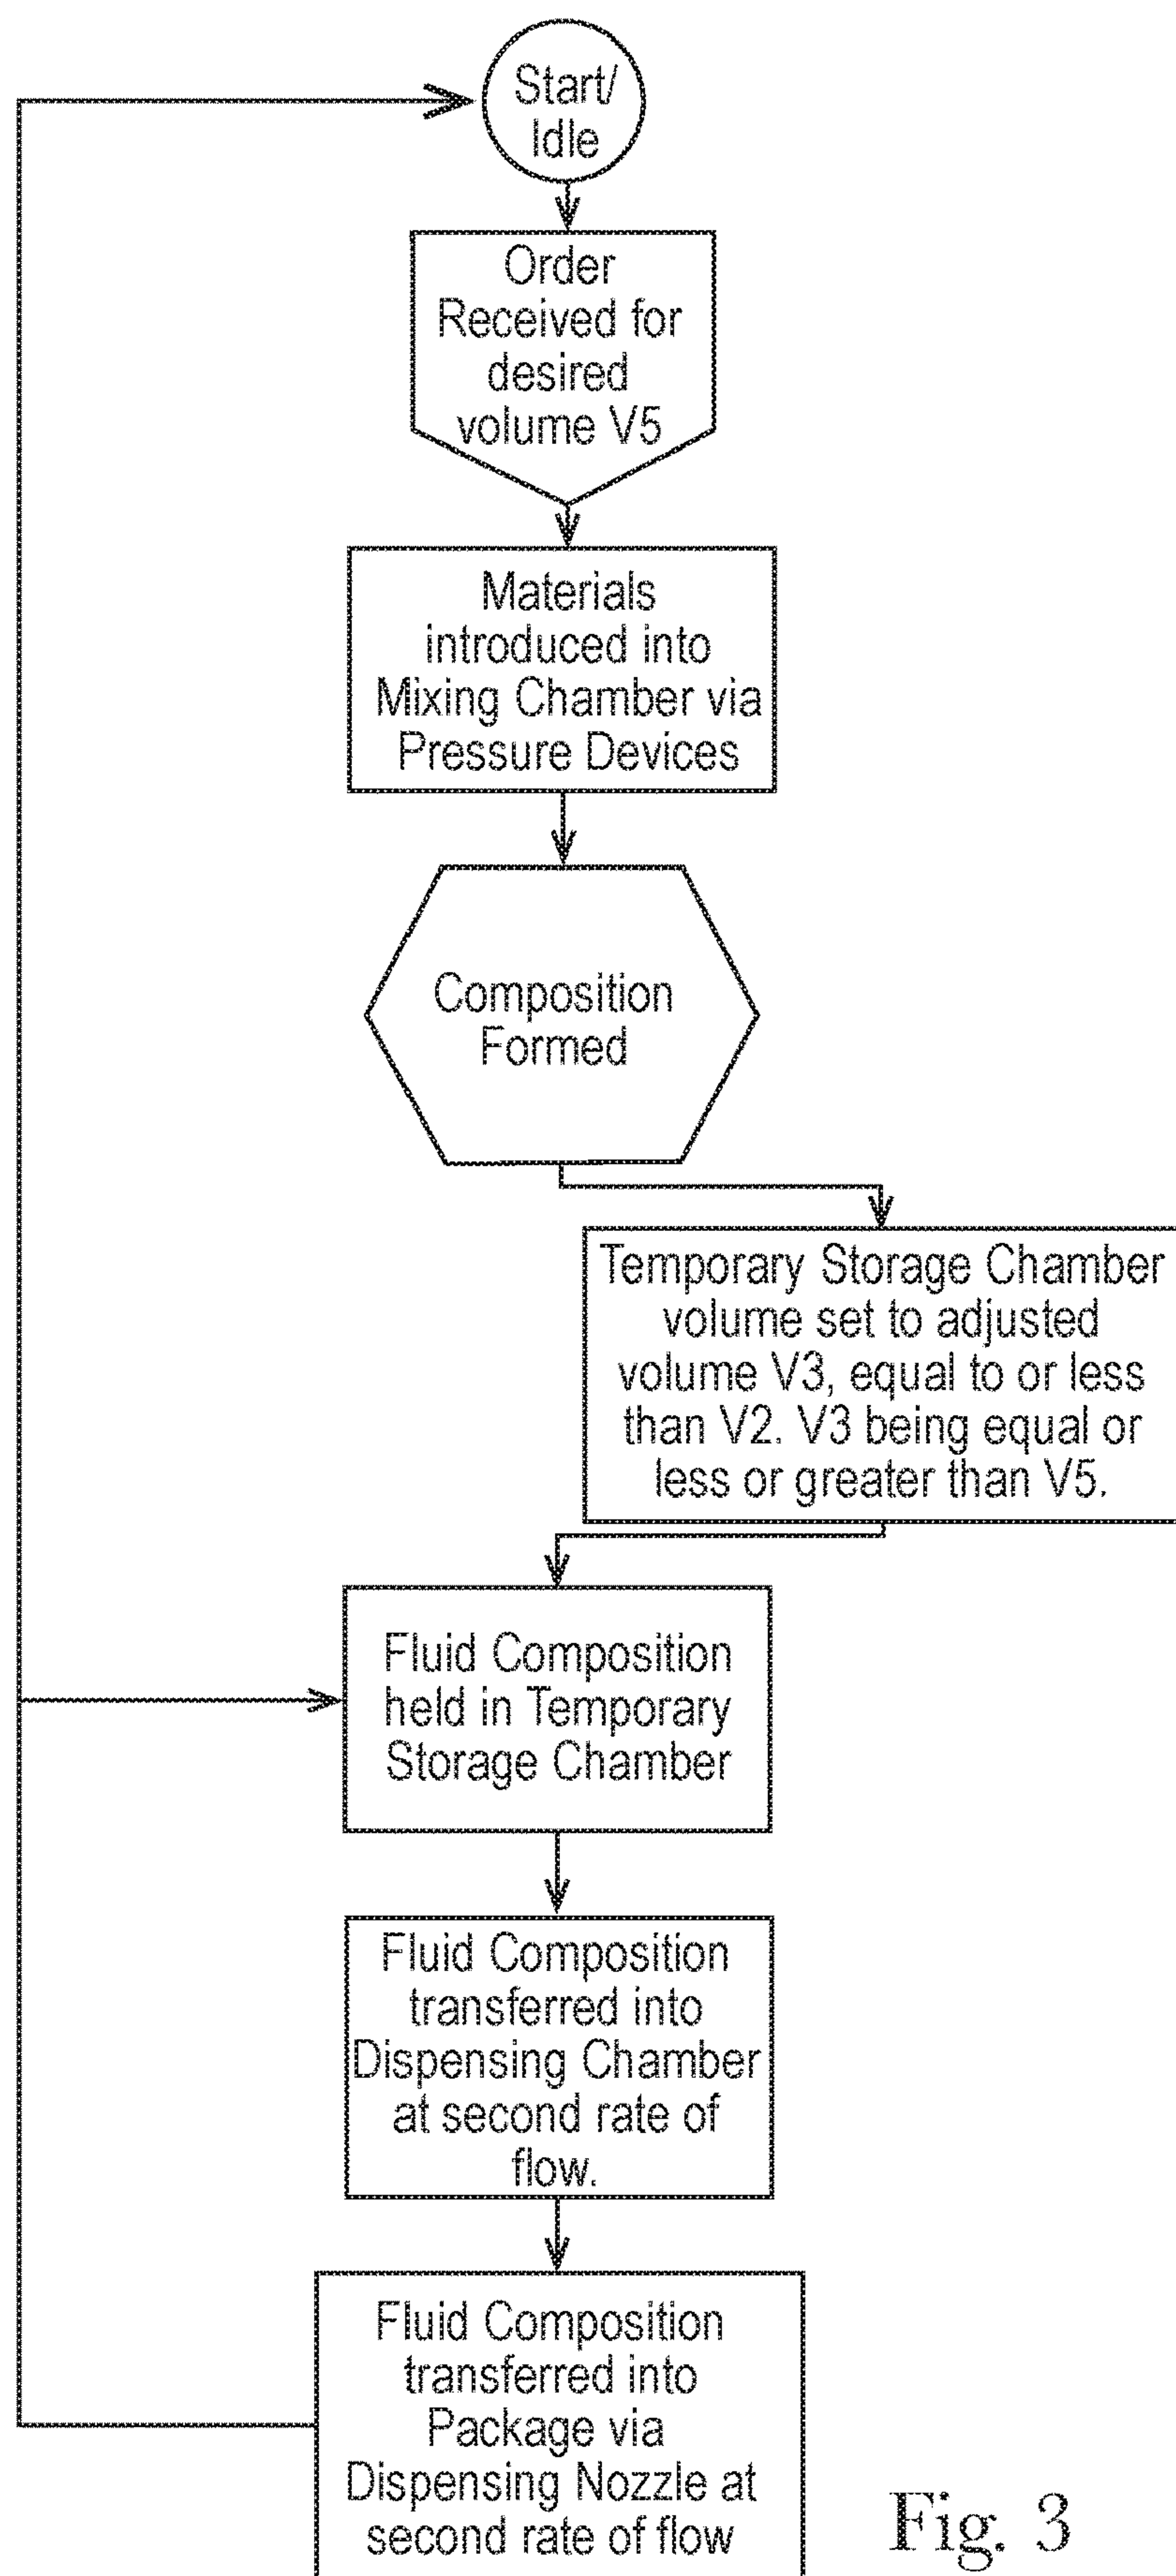 Start/
Idle
Order
Received for
desired
volume V5
Materials
introduced into
Mixing Chamber via
Pressure Devices
Composition
Formed
Temporary Storage Chamber
volume set to adjusted
volume V3, equal to or less
than V2. V3 being equal or
less or greater than V5.
Fluid Composition
held in Temporary
Storage Chamber
Fluid Composition
transferred into
Dispensing Chamber
at second rate of
flow.
Fluid Composition
transferred into
Package via
Dispensing Nozzle at
second rate of flow
Fig. 3